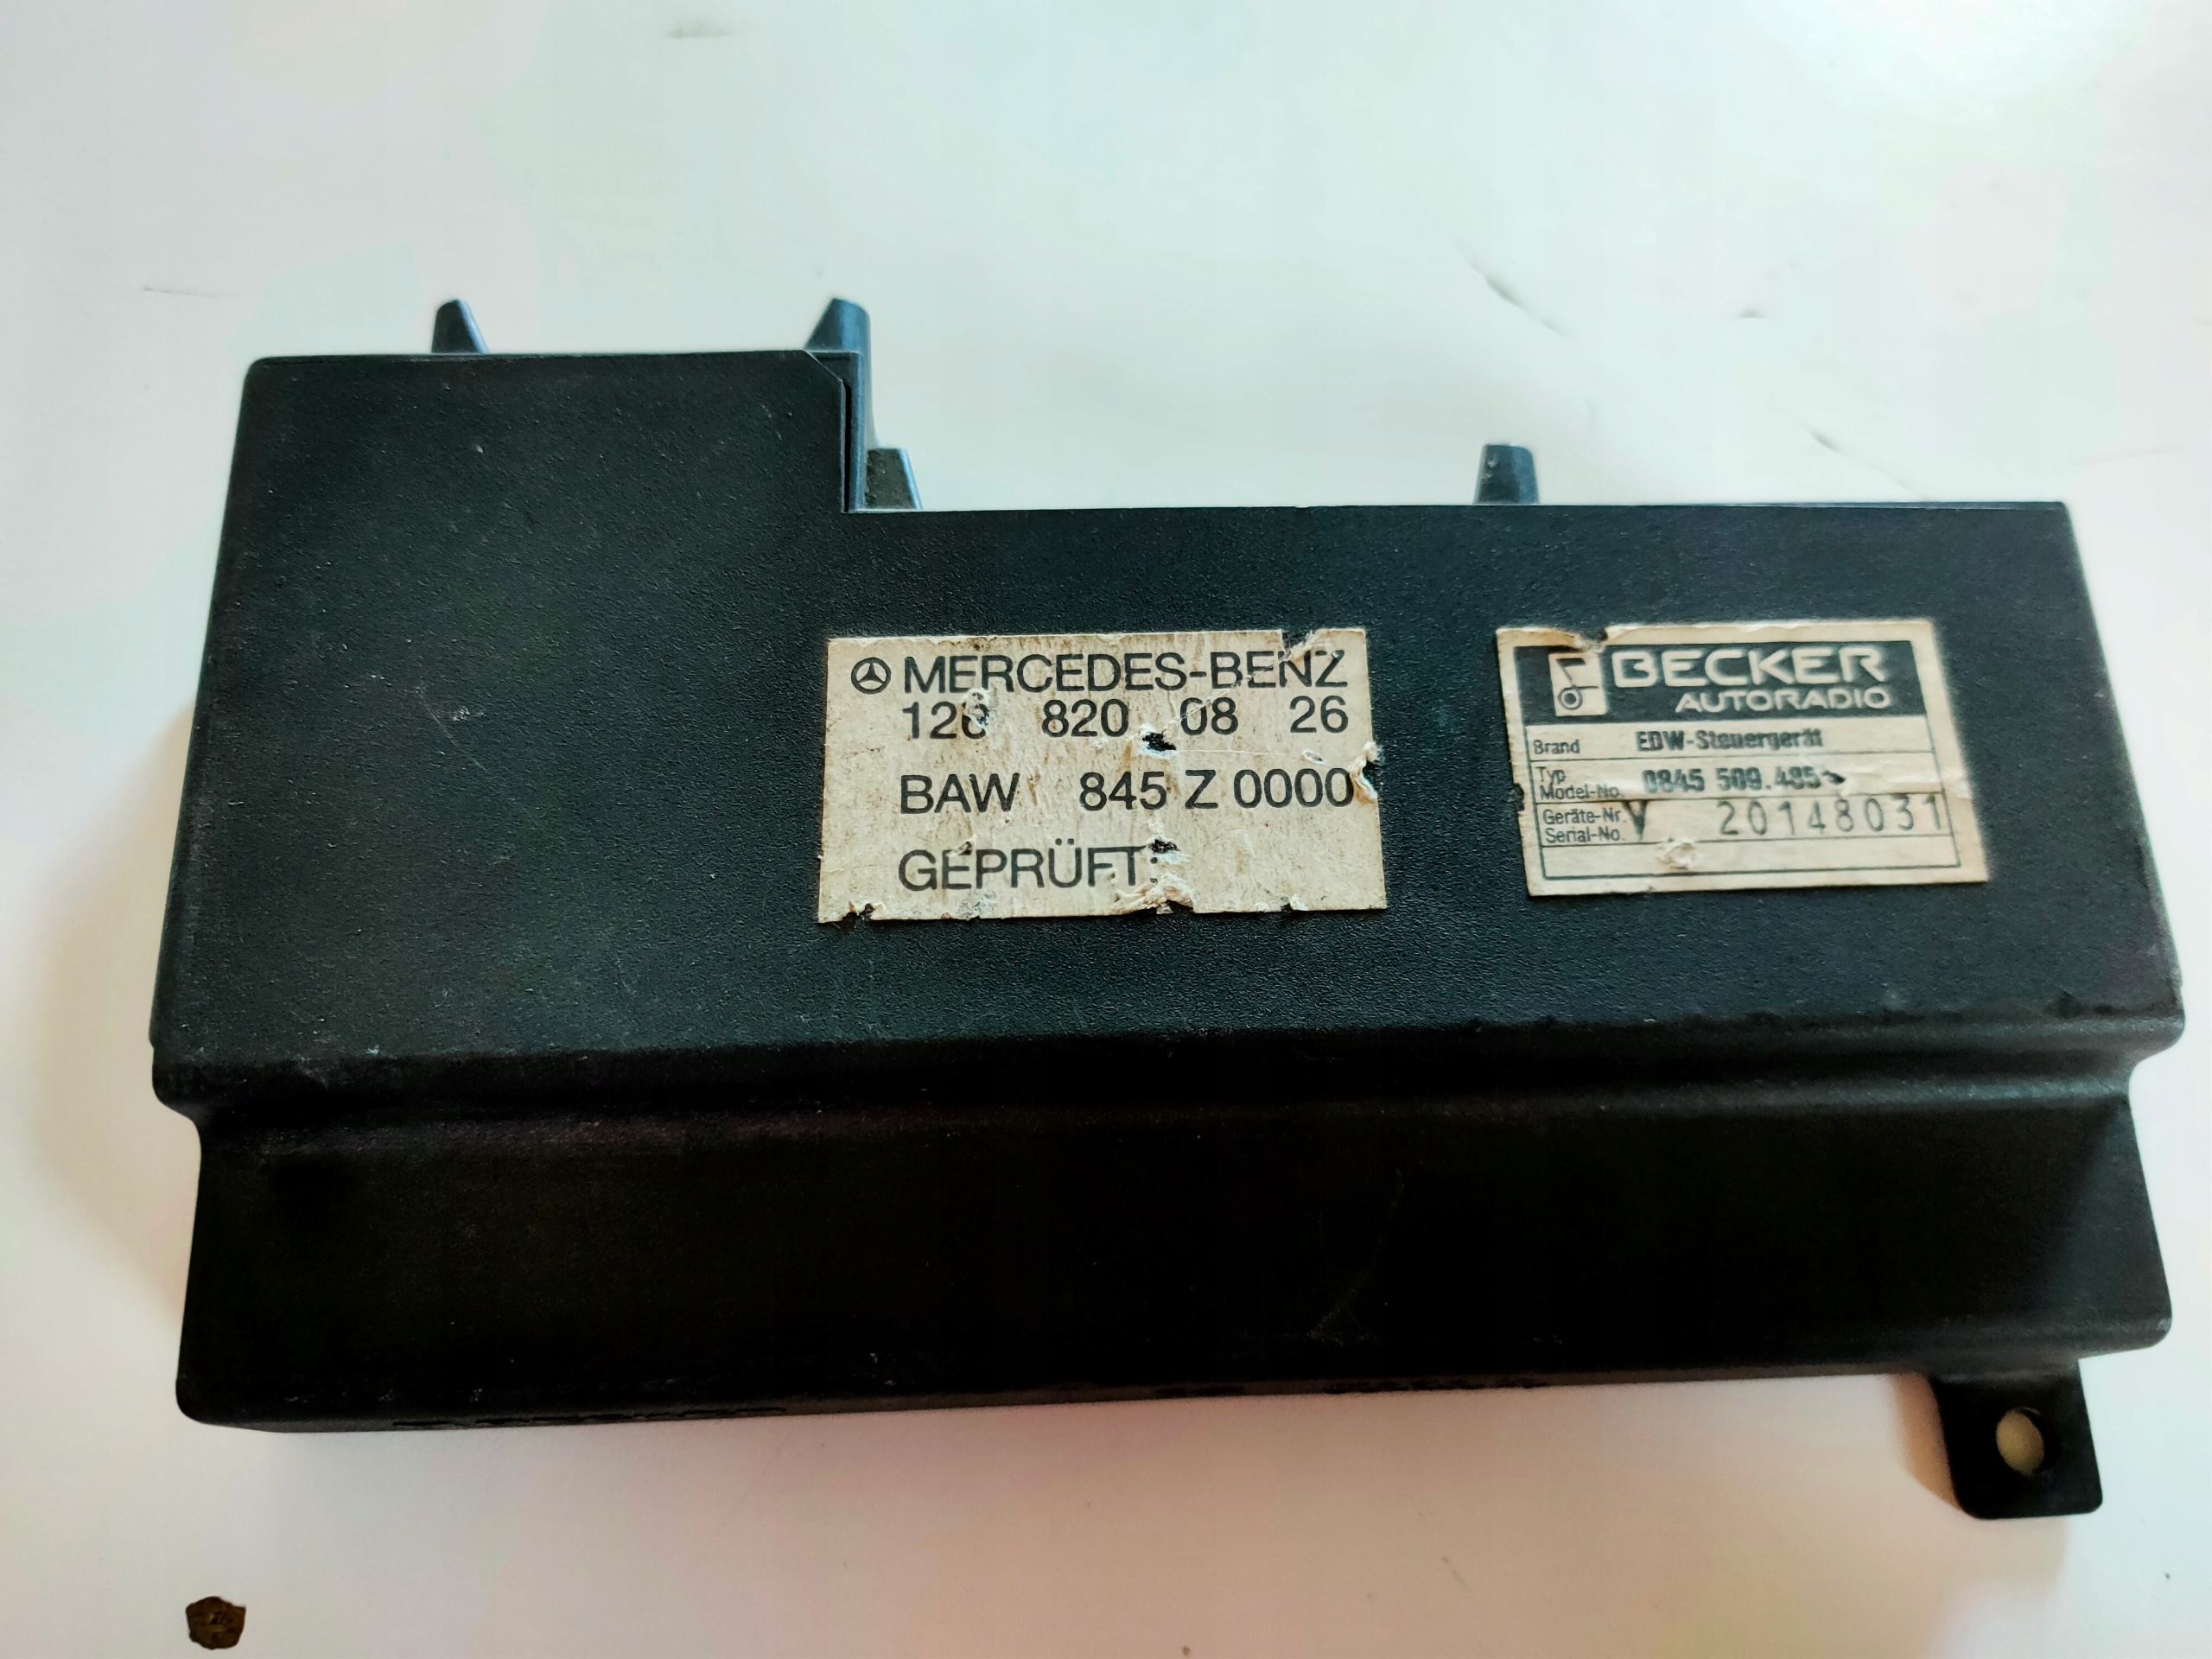 MERCEDES-BENZ
126 820 08 26
BAW 845 Z 0000
GEPRÜFT:
BECKER
AUTORADIO
Brand EDW-Steuergerät
Typ
Model-No. 0845 509.485
Geräte-Nr.
Serial-No. Y 20148031